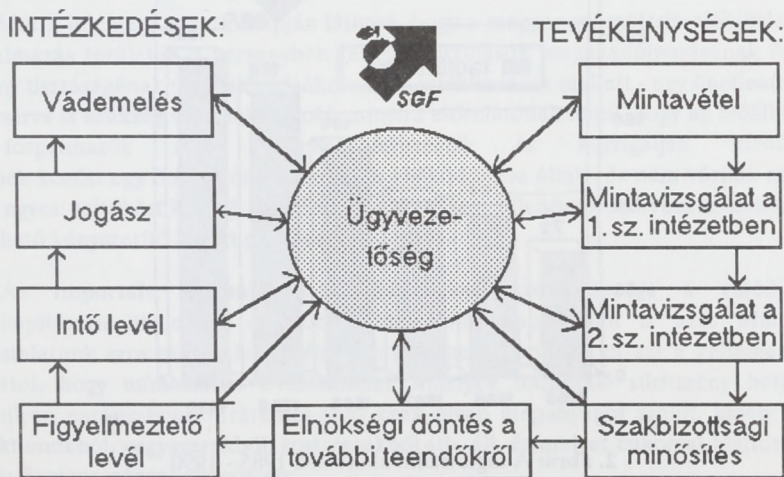 INTÉZKEDÉSEK:
TEVÉKENYSÉGEK:
SGF
Vádemelés
Mintavétel
Jogász
Ügyveze-
tőség
Mintavizsgálat a
1. sz. intézetben
Intő levél
Mintavizsgálat a
2. sz. intézetben
Figyelmeztető
levél
Elnökségi döntés a
további teendőkről
Szakbizottsági
minősítés